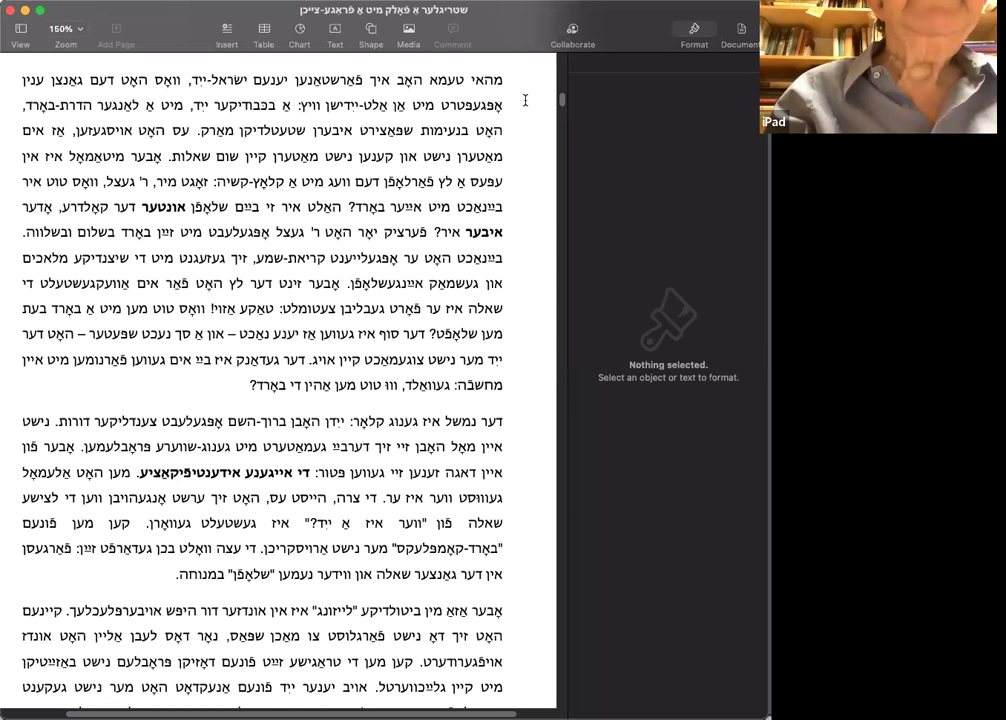 שטריגלער אַ פֿאָלק מיט אַ פֿראַגע-צייכן
150%
View
Zoom
Add Page
Insert
Table
Chart
Text
Shape
Media
Comment
Collaborate
Format
Documen
iPad
מהאי טעמא האָב איך פֿאַרשטאַנען יענעם ישׂראל-ייִד, וואָס האָט דעם גאַנצן ענין
אָפּגעפּטרט מיט אַן אַלט-ייִדישן וויץ: אַ בכּבֿודיקער ייִד, מיט אַ לאַנגער הדרת-באָרד,
האָט בנעימות שפּאַצירט איבערן שטעטלדיקן מאַרק. עס האָט אויסגעזען, אַז אים
מאַטערן נישט און קענען נישט מאַטערן קיין שום שאלות. אָבער מיטאַמאָל איז אין
עפּעס אַ לץ פֿאַרלאָפֿן דעם וועג מיט אַ קלאָץ-קשיה: זאָגט מיר, ר' געצל, וואָס טוט איר
בײַנאַכט מיט אײַער באָרד? האַלט איר זי בײַם שלאָפֿן אונטער דער קאָלדרע, אָדער
איבער איר? פֿערציק יאָר האָט ר' געצל אָפּגעלעבט מיט זײַן באָרד בשלום ובשלווה.
בײַנאַכט האָט ער אָפּגעלייענט קריאת-שמע, זיך געזעגנט מיט די שיצנדיקע מלאכים
און געשמאַק אײַנגעשלאָפֿן. אָבער זינט דער לץ האָט פֿאַר אים אַוועקגעשטעלט די
שאלה איז ער פֿאָרט געבליבן צעטומלט: טאַקע אַזוי! וואָס טוט מען מיט אַ באָרד בעת
מען שלאָפֿט? דער סוף איז געווען אַז יענע נאַכט – און אַ סך נעכט שפּעטער – האָט דער
ייִד מער נישט צוגעמאַכט קיין אויג. דער געדאַנק איז בײַ אים געווען פֿאַרנומען מיט איין
מחשבֿה: געוואַלד, וווּ טוט מען אַהין די באָרד?
דער נמשל איז גענוג קלאָר: ייִדן האָבן ברוך-השם אָפּגעלעבט צענדליקער דורות. נישט
איין מאָל האָבן זיי זיך דערבײַ געמאַטערט מיט גענוג-שווערע פּראָבלעמען. אָבער פֿון
איין דאגה זענען זיי געווען פּטור: די אייגענע אידענטיפֿיקאַציע. מען האָט אַלעמאָל
געוווּסט ווער איז ער. די צרה, הייסט עס, האָט זיך ערשט אָנגעהויבן ווען די לצישע
שאלה פֿון "ווער איז אַ ייִד?" איז געשטעלט געוואָרן. קען מען פֿונעם
"באָרד-קאָמפּלעקס" מער נישט אַרויסקריכן. די עצה וואָלט בכן געדאַרפֿט זײַן: פֿאַרגעסן
אין דער גאַנצער שאלה און ווידער נעמען "שלאָפֿן" במנוחה.
אָבער אַזאַ מין ביטולדיקע "לייזונג" איז אין אונדזער דור היפּש אויבערפֿלעכלעך. קיינעם
האָט זיך דאָ נישט פֿאַרגלוסט צו מאַכן שפּאַס, נאָר דאָס לעבן אַליין האָט אונדז
אויפֿגערודערט. קען מען די טראַגישע זײַט פֿונעם דאָזיקן פּראָבלעם נישט באַזײַטיקן
מיט קיין גלײַכווערטל. אויב יענער ייִד פֿונעם אַנעקדאָט האָט מער נישט געקענט
Nothing selected.
Select an object or text to format.